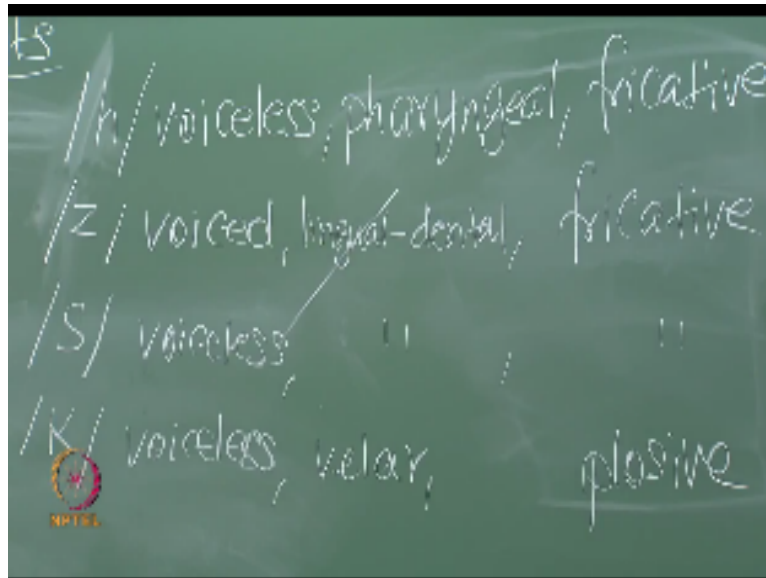 ts
/h/ voiceless, pharyngeal, fricative
/z/ voiced, lingual-dental, fricative
/S/ voiceless, " , "
/K/ voiceless, velar, plosive
NPTEL